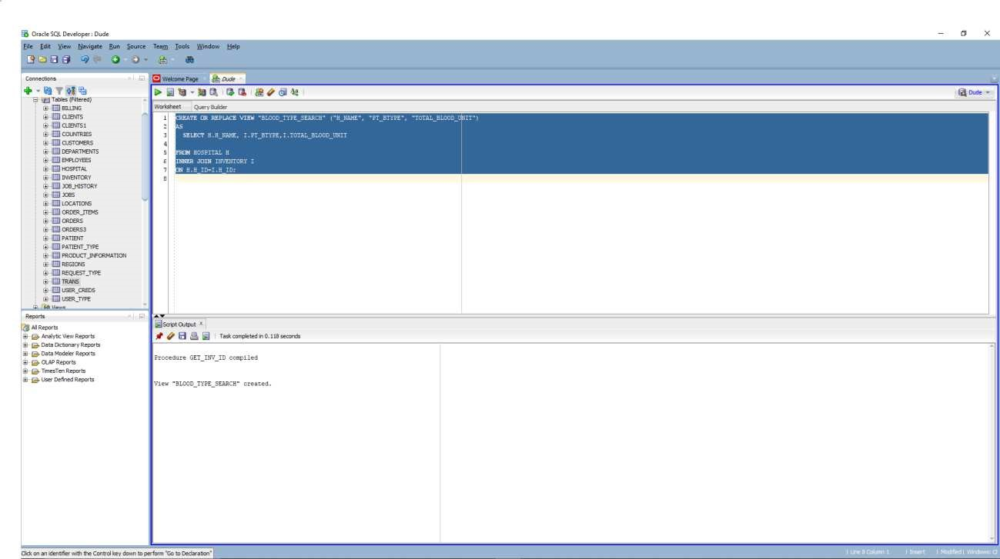 Oracle SQL Developer : Dude
File Edit View Navigate Run Source Team Tools Window Help
Connections
Tables (Filtered)
BILLING
CLIENTS
CLIENTS1
COUNTRIES
CUSTOMERS
DEPARTMENTS
EMPLOYEES
HOSPITAL
INVENTORY
JOB_HISTORY
JOBS
LOCATIONS
ORDER_ITEMS
ORDERS
ORDERS3
PATIENT
PATIENT_TYPE
PRODUCT_INFORMATION
REGIONS
REQUEST_TYPE
TRANS
USER_CREDS
USER_TYPE
Views
Reports
All Reports
Analytic View Reports
Data Dictionary Reports
Data Modeler Reports
OLAP Reports
TimesTen Reports
User Defined Reports
Welcome Page Dude
Dude
Worksheet Query Builder
1 CREATE OR REPLACE VIEW "BLOOD_TYPE_SEARCH" ("H_NAME", "PT_BTYPE", "TOTAL_BLOOD_UNIT")
2 AS
3 SELECT H.H_NAME, I.PT_BTYPE,I.TOTAL_BLOOD_UNIT
4
5 FROM HOSPITAL H
6 INNER JOIN INVENTORY I
7 ON H.H_ID=I.H_ID;
8
Script Output
Task completed in 0.118 seconds
Procedure GET_INV_ID compiled
View "BLOOD_TYPE_SEARCH" created.
Click on an identifier with the Control key down to perform "Go to Declaration"
| Line 8 Column 1 | Insert | Modified | Windows: Cl